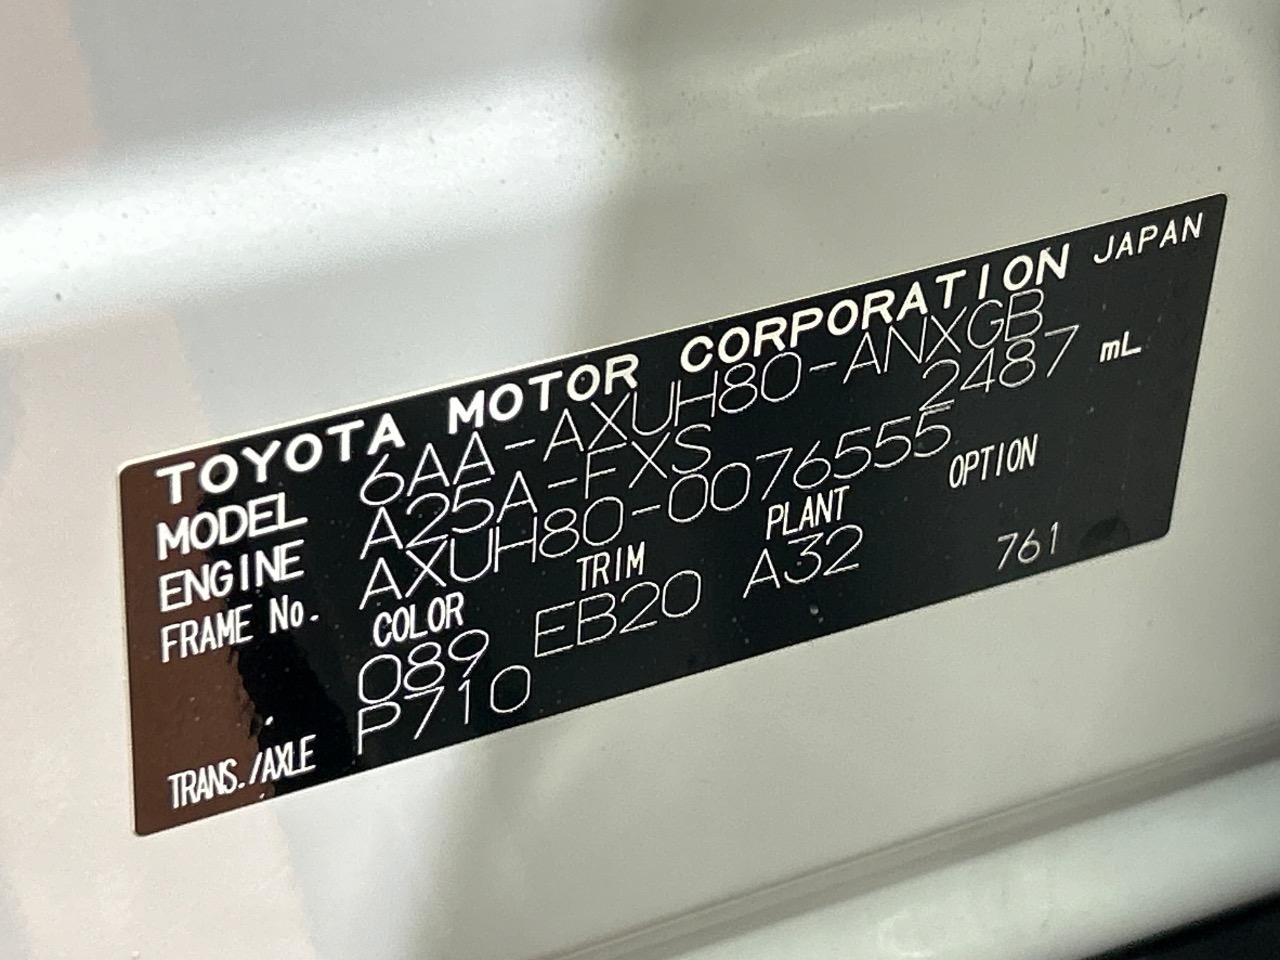 TOYOTA MOTOR CORPORATION JAPAN
MODEL 6AA-AXUH80-ANXGB
ENGINE A25A-FXS 2487 mL
FRAME No. AXUH80-0076555
COLOR TRIM PLANT OPTION
089 EB20 A32 761
TRANS./AXLE P710